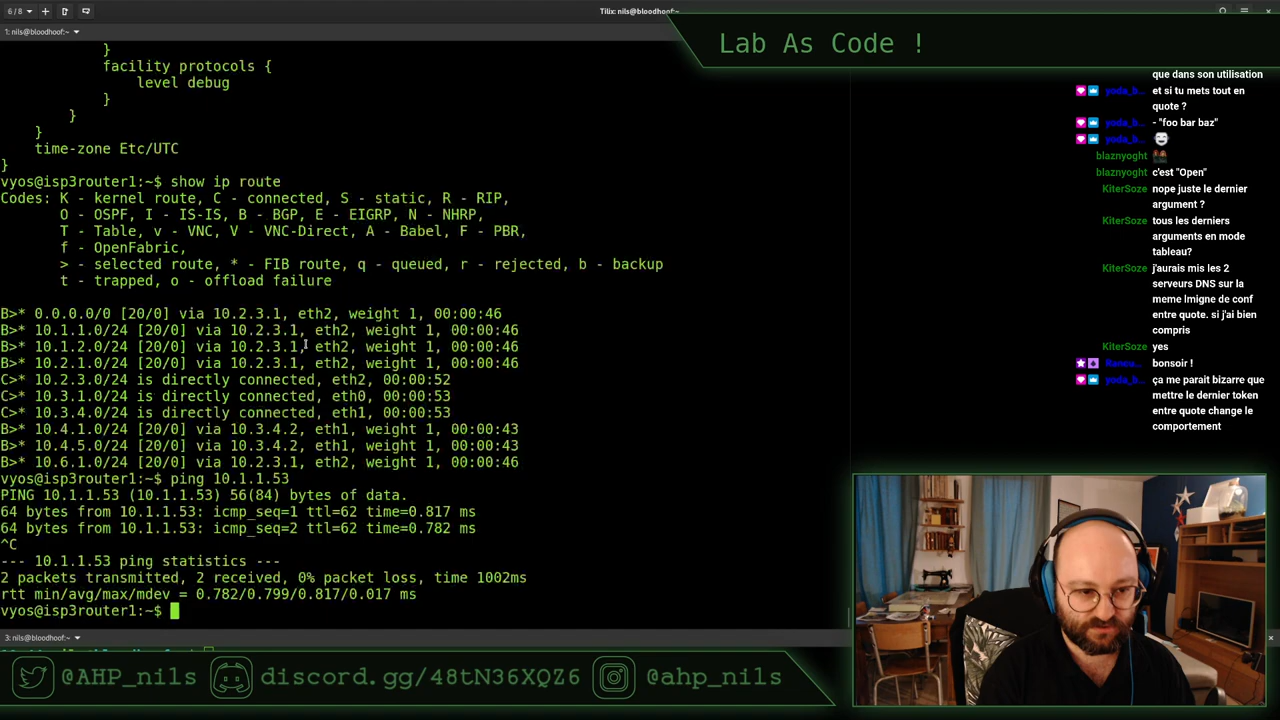 6 / 8
Tilix: nils@bloodhoof:~
1: nils@bloodhoof:~
Lab As Code !
}
facility protocols {
level debug
}
}
}
time-zone Etc/UTC
}
vyos@isp3router1:~$ show ip route
Codes: K - kernel route, C - connected, S - static, R - RIP,
O - OSPF, I - IS-IS, B - BGP, E - EIGRP, N - NHRP,
T - Table, v - VNC, V - VNC-Direct, A - Babel, F - PBR,
f - OpenFabric,
> - selected route, * - FIB route, q - queued, r - rejected, b - backup
t - trapped, o - offload failure
B>* 0.0.0.0/0 [20/0] via 10.2.3.1, eth2, weight 1, 00:00:46
B>* 10.1.1.0/24 [20/0] via 10.2.3.1, eth2, weight 1, 00:00:46
B>* 10.1.2.0/24 [20/0] via 10.2.3.1, eth2, weight 1, 00:00:46
B>* 10.2.1.0/24 [20/0] via 10.2.3.1, eth2, weight 1, 00:00:46
C>* 10.2.3.0/24 is directly connected, eth2, 00:00:52
C>* 10.3.1.0/24 is directly connected, eth0, 00:00:53
C>* 10.3.4.0/24 is directly connected, eth1, 00:00:53
B>* 10.4.1.0/24 [20/0] via 10.3.4.2, eth1, weight 1, 00:00:43
B>* 10.4.5.0/24 [20/0] via 10.3.4.2, eth1, weight 1, 00:00:43
B>* 10.6.1.0/24 [20/0] via 10.2.3.1, eth2, weight 1, 00:00:46
vyos@isp3router1:~$ ping 10.1.1.53
PING 10.1.1.53 (10.1.1.53) 56(84) bytes of data.
64 bytes from 10.1.1.53: icmp_seq=1 ttl=62 time=0.817 ms
64 bytes from 10.1.1.53: icmp_seq=2 ttl=62 time=0.782 ms
^C
--- 10.1.1.53 ping statistics ---
2 packets transmitted, 2 received, 0% packet loss, time 1002ms
rtt min/avg/max/mdev = 0.782/0.799/0.817/0.017 ms
vyos@isp3router1:~$
3: nils@bloodhoof:~
que dans son utilisation
yoda_b... et si tu mets tout en
quote ?
yoda_b... - "foo bar baz"
yoda_b...
blaznyoght
blaznyoght c'est "Open"
KiterSoze nope juste le dernier
argument ?
KiterSoze tous les derniers
arguments en mode
tableau?
KiterSoze j'aurais mis les 2
serveurs DNS sur la
meme lmigne de conf
entre quote. si j'ai bien
compris
KiterSoze yes
bonsoir !
yoda_b... ça me parait bizarre que
mettre le dernier token
entre quote change le
comportement
@AHP_nils
discord.gg/48tN36XQZ6
@ahp_nils